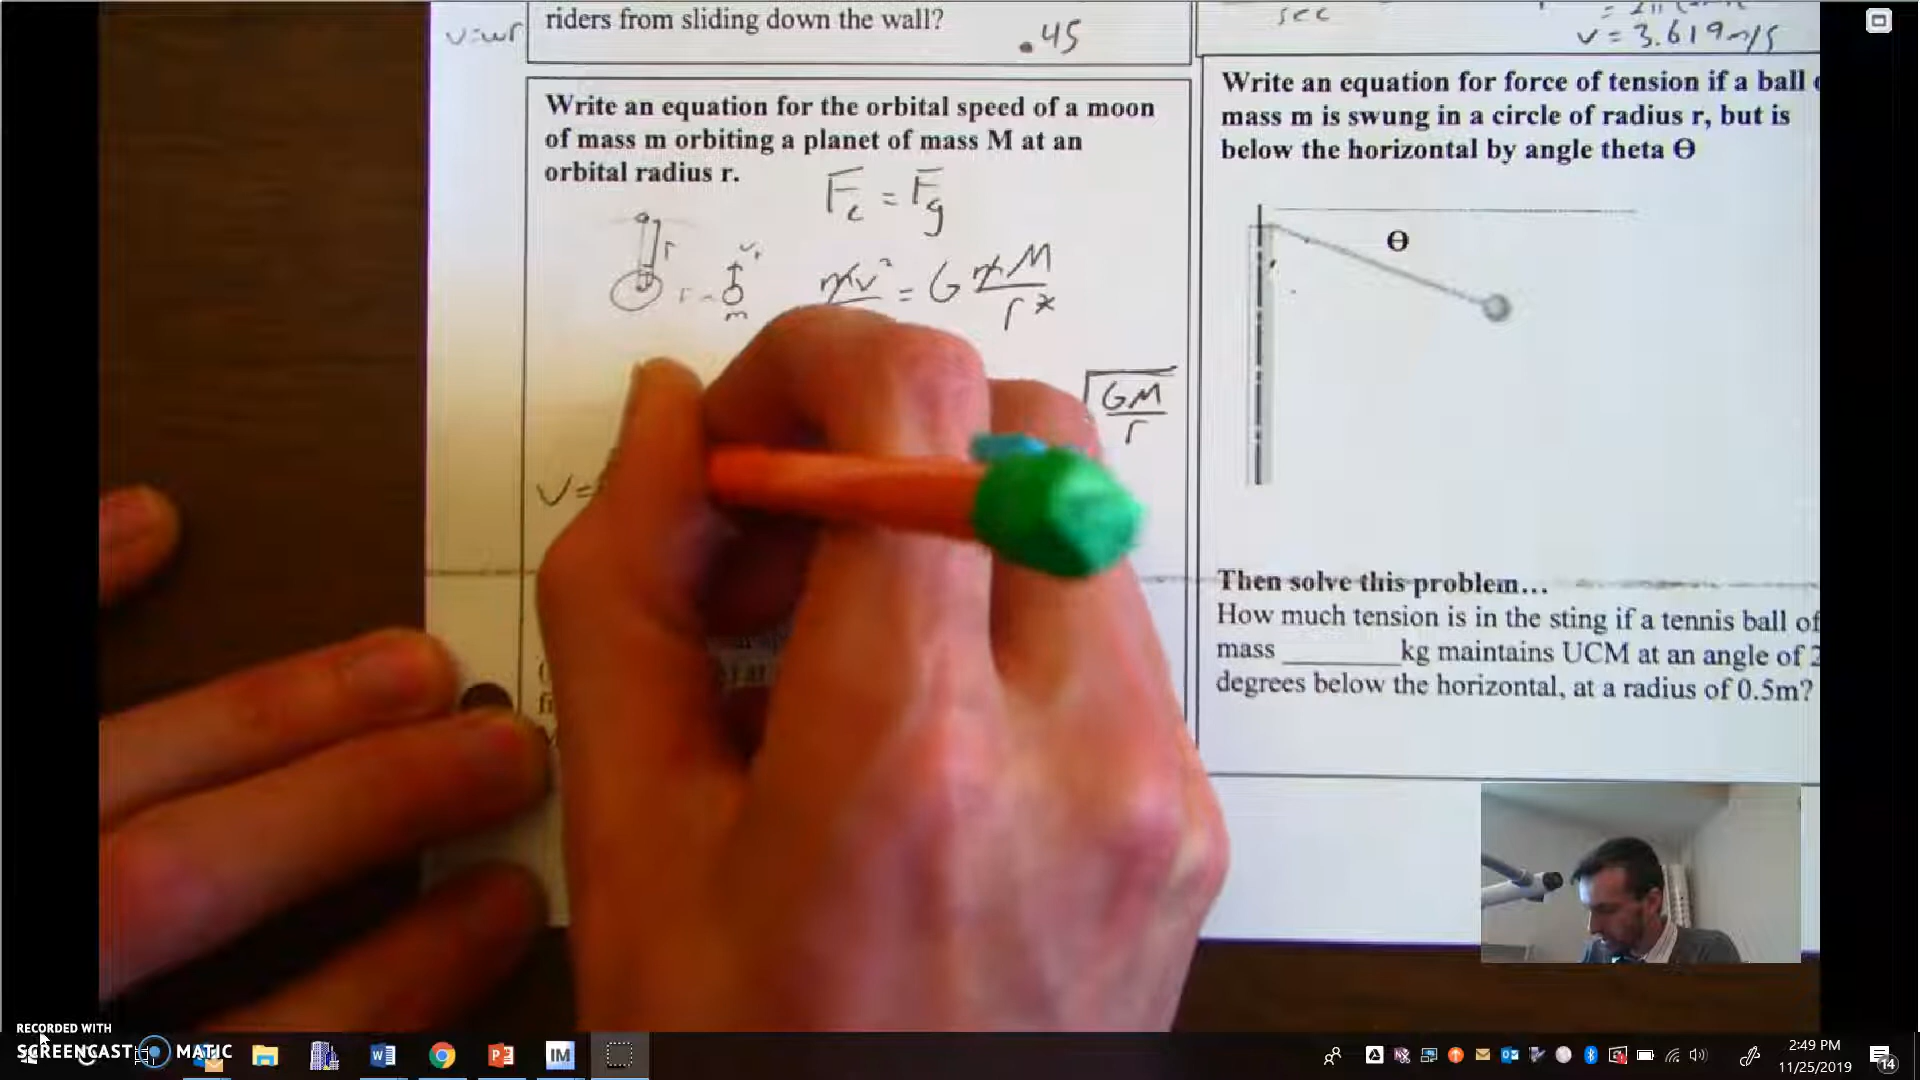 riders from sliding down the wall?
.45
v=wr
sec
v = 3.619 m/s
Write an equation for the orbital speed of a moon
of mass m orbiting a planet of mass M at an
orbital radius r.
Fc = Fg
r
m
mv² = G mM
r²
GM
r
V =
Write an equation for force of tension if a ball
mass m is swung in a circle of radius r, but is
below the horizontal by angle theta Θ
Θ
Then solve this problem…
How much tension is in the sting if a tennis ball of
mass ________kg maintains UCM at an angle of 2
degrees below the horizontal, at a radius of 0.5m?
RECORDED WITH
SCREENCAST MATIC
2:49 PM
11/25/2019
14